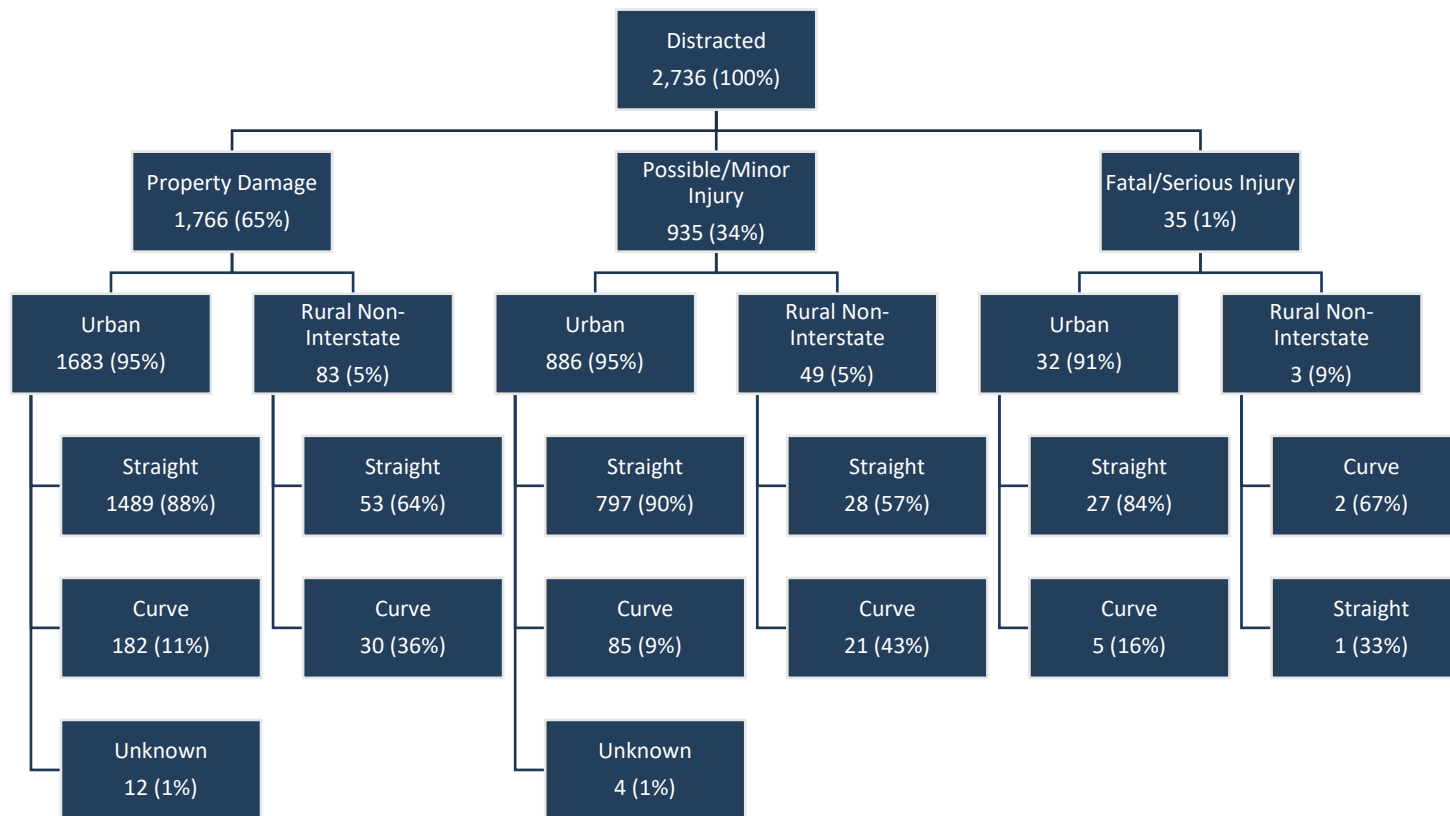 Distracted
2,736 (100%)
Property Damage
1,766 (65%)
Possible/Minor
Injury
935 (34%)
Fatal/Serious Injury
35 (1%)
Urban
1683 (95%)
Rural Non-
Interstate
83 (5%)
Urban
886 (95%)
Rural Non-
Interstate
49 (5%)
Urban
32 (91%)
Rural Non-
Interstate
3 (9%)
Straight
1489 (88%)
Straight
53 (64%)
Straight
797 (90%)
Straight
28 (57%)
Straight
27 (84%)
Curve
2 (67%)
Curve
182 (11%)
Curve
30 (36%)
Curve
85 (9%)
Curve
21 (43%)
Curve
5 (16%)
Straight
1 (33%)
Unknown
12 (1%)
Unknown
4 (1%)